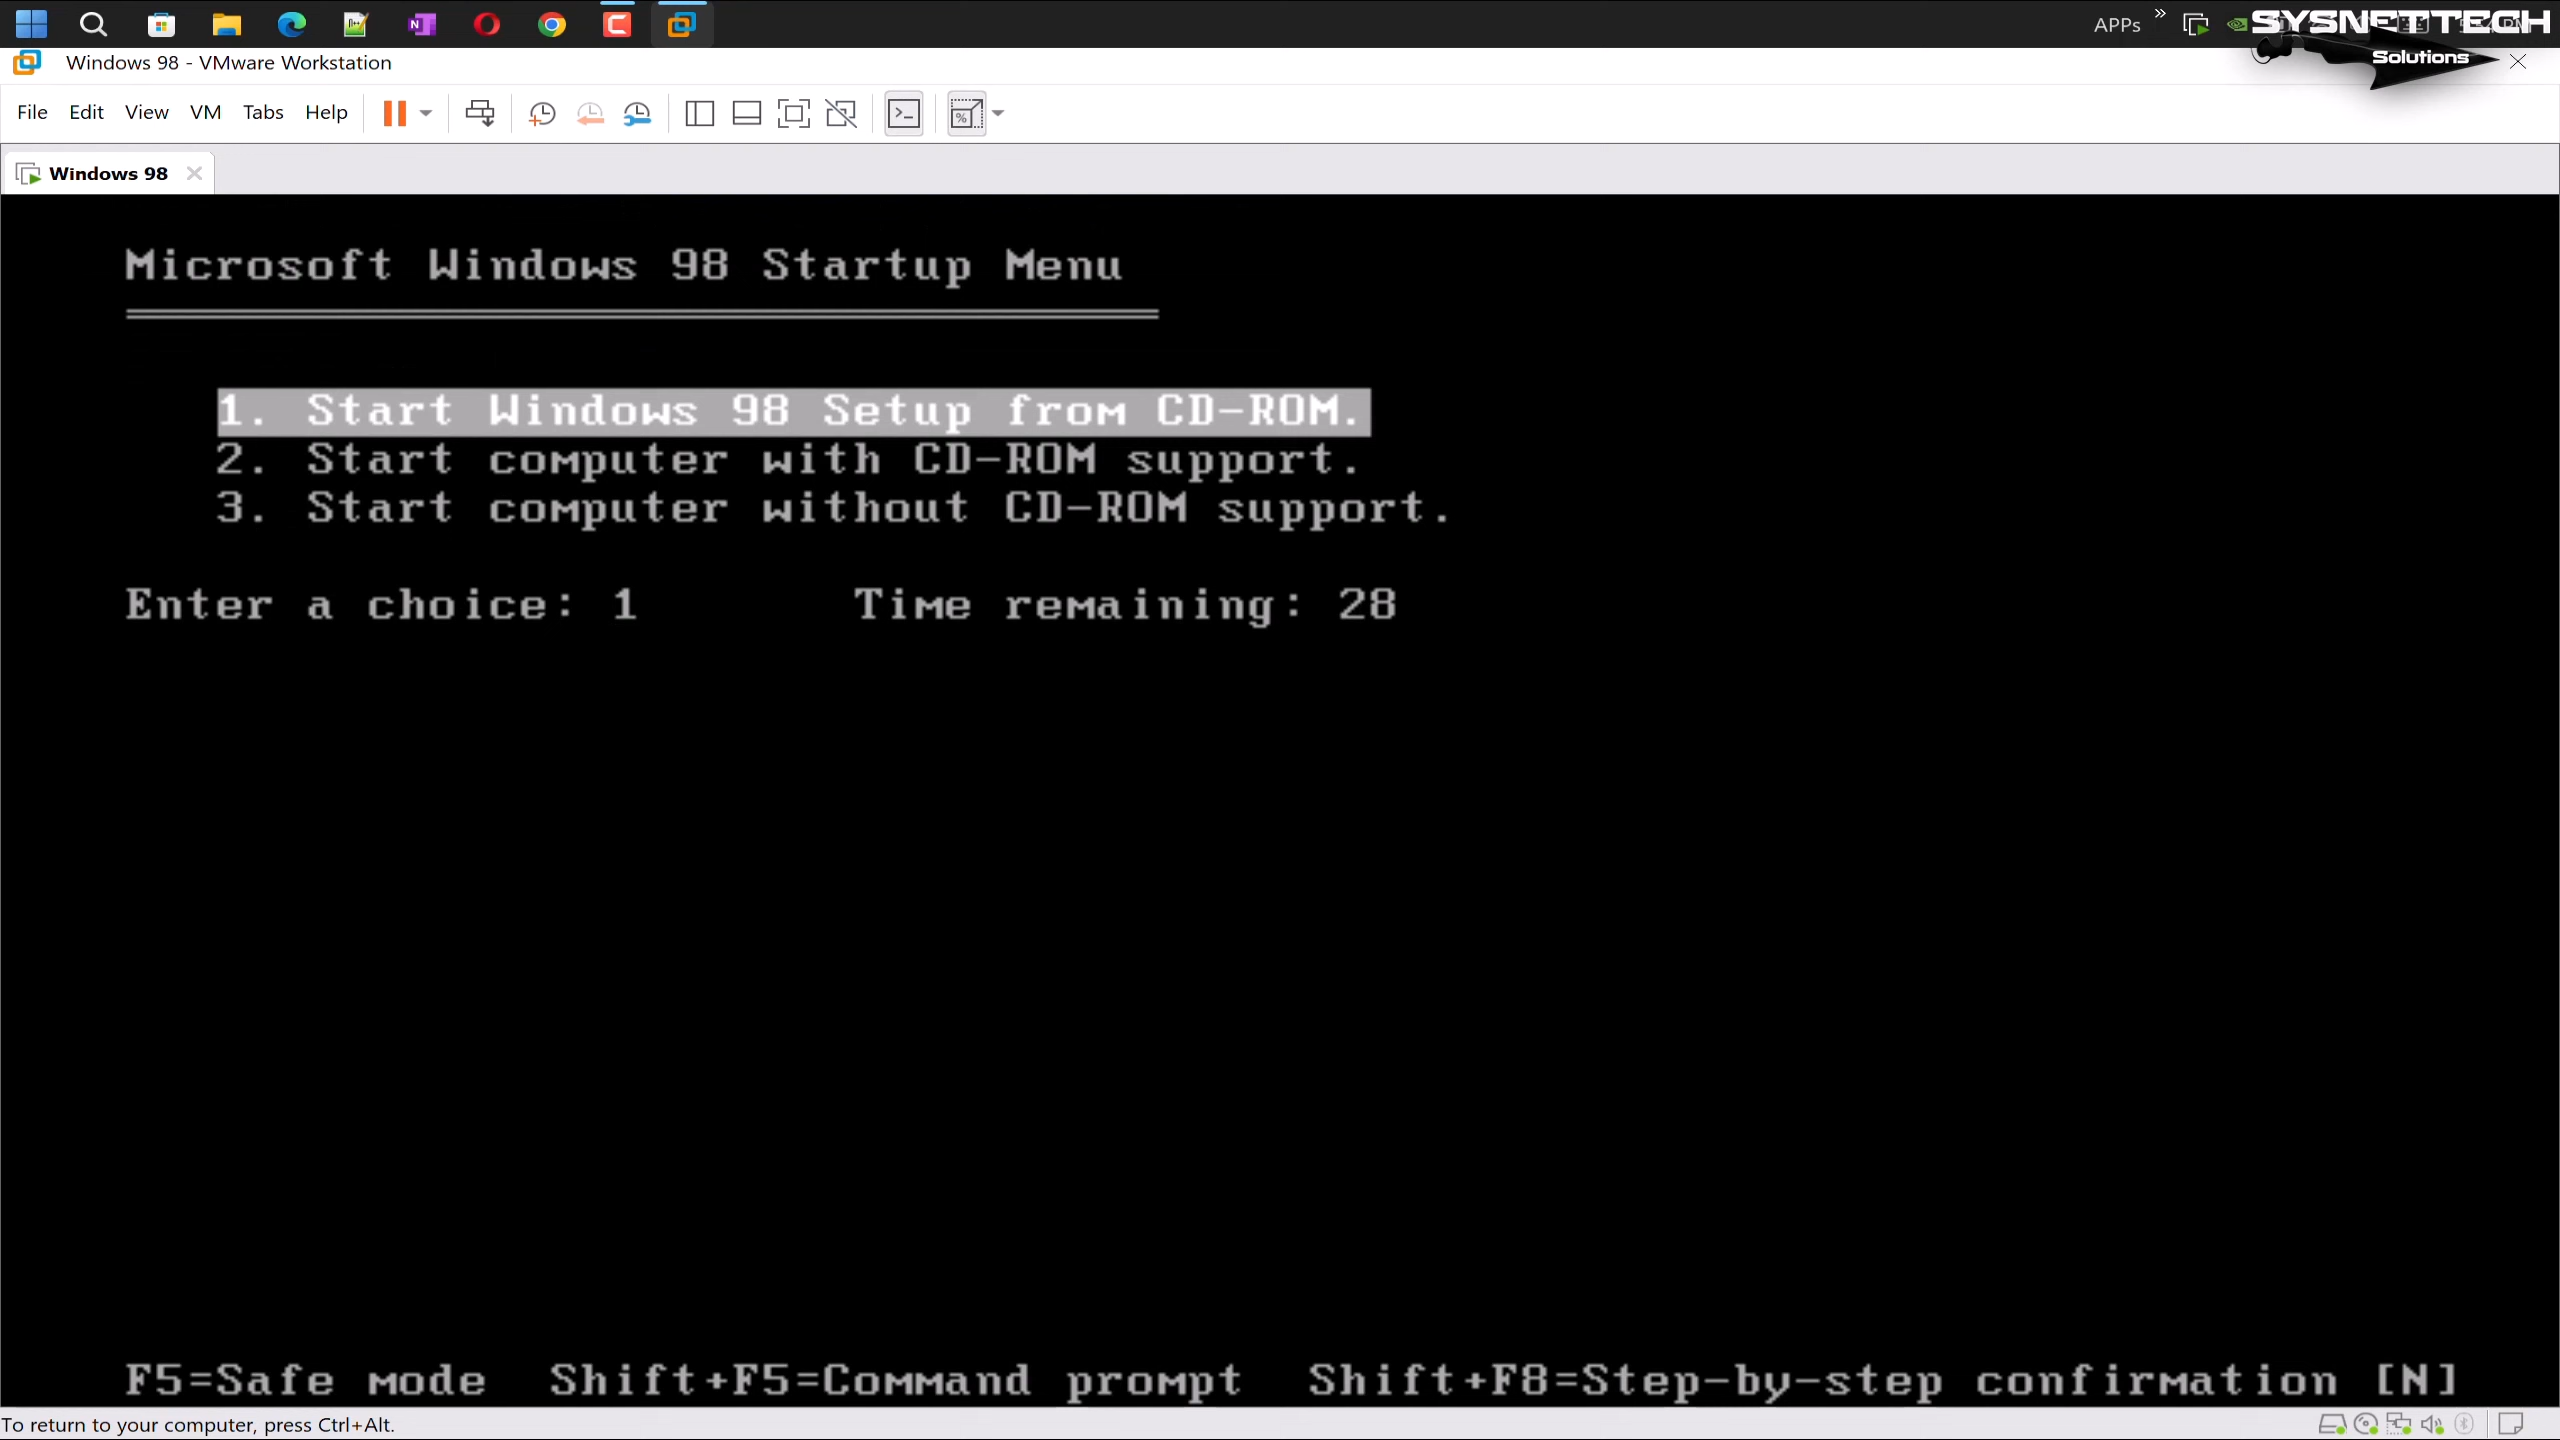 APPs
SYSNETTECH
Solutions
Windows 98 - VMware Workstation
File Edit View VM Tabs Help
Windows 98
Microsoft Windows 98 Startup Menu
1. Start Windows 98 Setup from CD-ROM.
2. Start computer with CD-ROM support.
3. Start computer without CD-ROM support.
Enter a choice: 1 Time remaining: 28
F5=Safe mode Shift+F5=Command prompt Shift+F8=Step-by-step confirmation [N]
To return to your computer, press Ctrl+Alt.